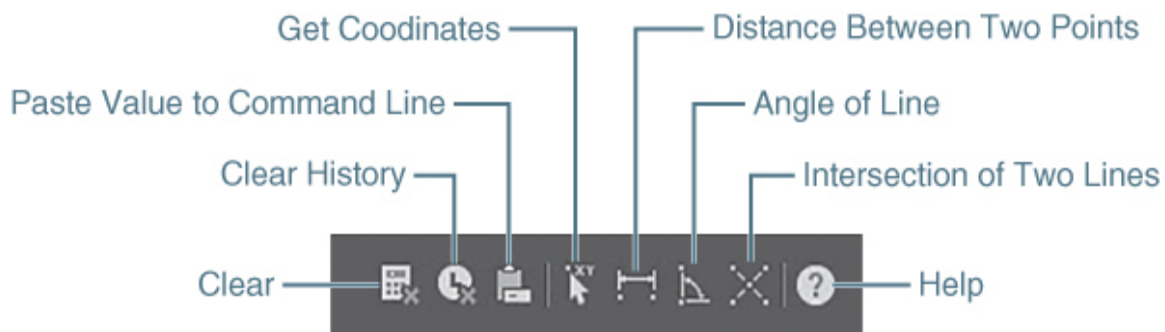 Get Coodinates
Distance Between Two Points
Paste Value to Command Line
Angle of Line
Clear History
Intersection of Two Lines
XY
Clear
?
Help